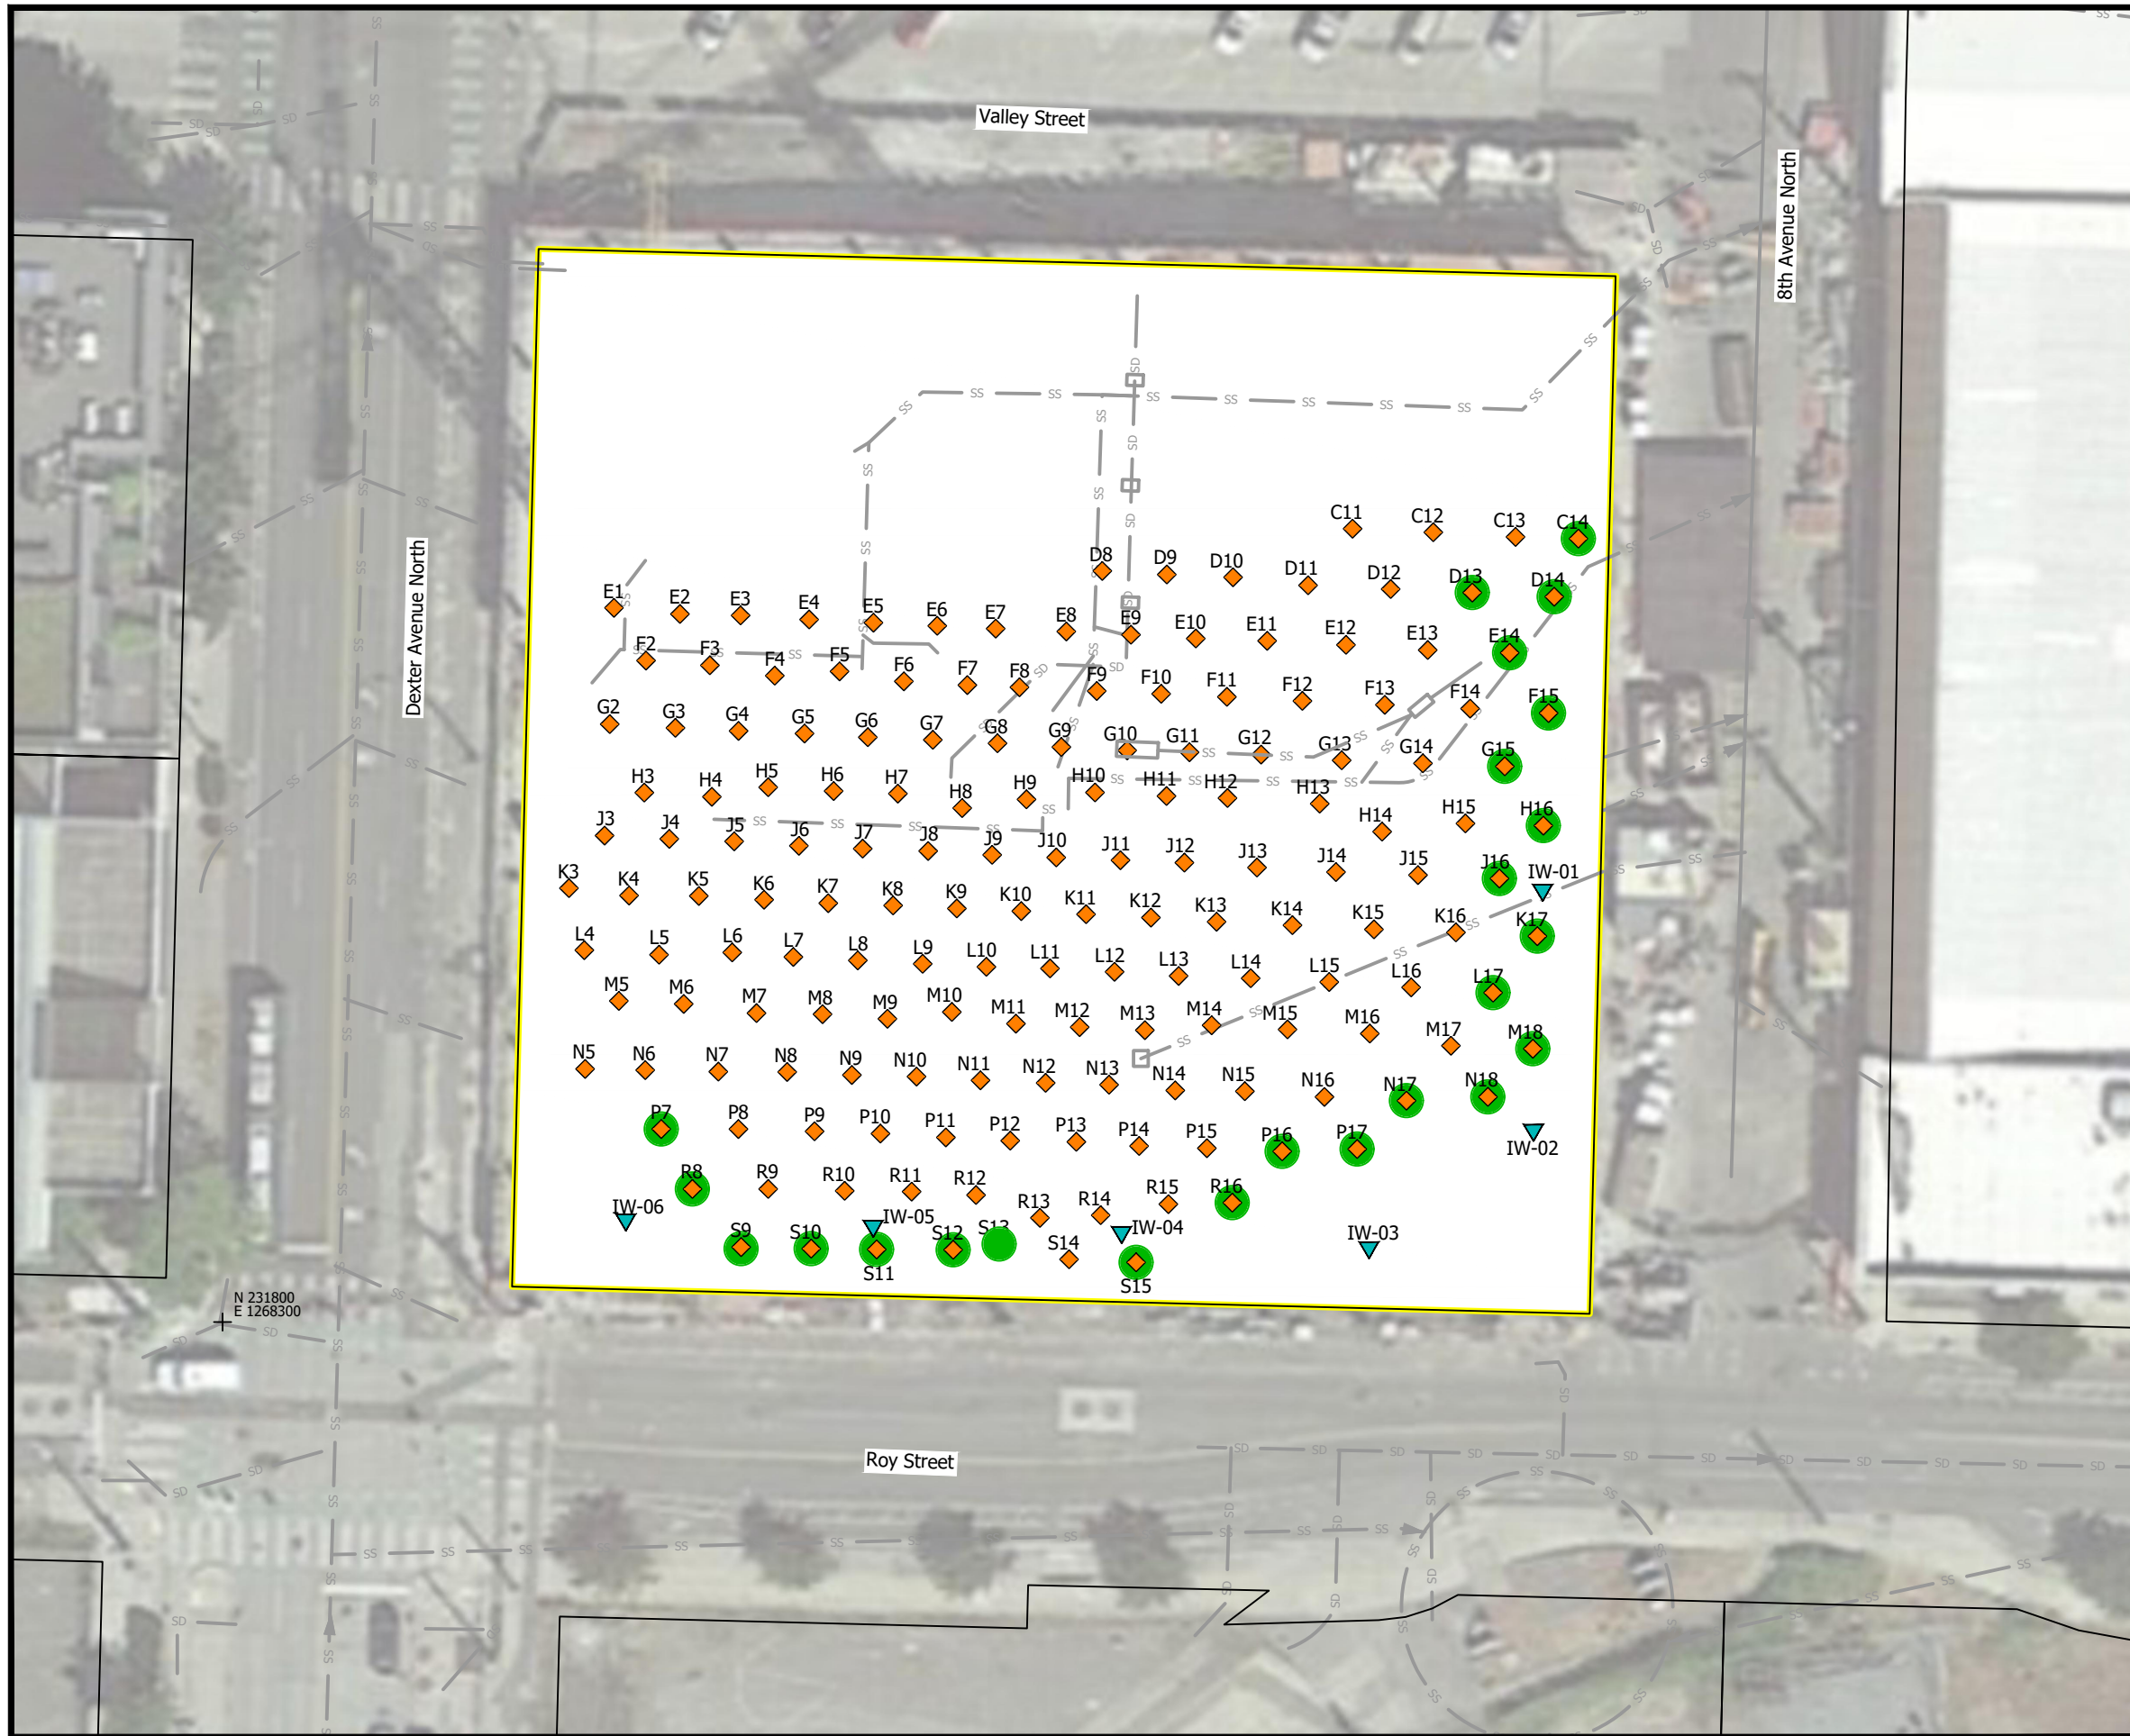 Valley Street
8th Avenue North
Dexter Avenue North
C11 C12 C13 C14
D8 D9 D10 D11 D12 D13 D14
E1 E2 E3 E4 E5 E6 E7 E8 E9 E10 E11 E12 E13 E14
F2 F3 F4 F5 F6 F7 F8 F9 F10 F11 F12 F13 F14 F15
G2 G3 G4 G5 G6 G7 G8 G9 G10 G11 G12 G13 G14 G15
H3 H4 H5 H6 H7 H8 H9 H10 H11 H12 H13 H14 H15 H16
J3 J4 J5 J6 J7 J8 J9 J10 J11 J12 J13 J14 J15 J16
IW-01
K3 K4 K5 K6 K7 K8 K9 K10 K11 K12 K13 K14 K15 K16 K17
L4 L5 L6 L7 L8 L9 L10 L11 L12 L13 L14 L15 L16 L17
M5 M6 M7 M8 M9 M10 M11 M12 M13 M14 M15 M16 M17 M18
N5 N6 N7 N8 N9 N10 N11 N12 N13 N14 N15 N16 N17 N18
P7 P8 P9 P10 P11 P12 P13 P14 P15 P16 P17
IW-02
R8 R9 R10 R11 R12 R13 R14 R15 R16
IW-06 IW-05 IW-04 IW-03
S9 S10 S11 S12 S13 S14 S15
N 231800
E 1268300
Roy Street